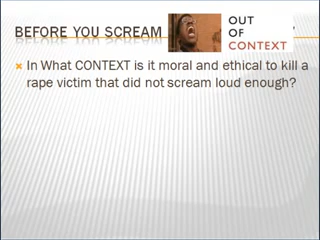 BEFORE YOU SCREAM
OUT
OF
CONTEXT
In What CONTEXT is it moral and ethical to kill a
rape victim that did not scream loud enough?